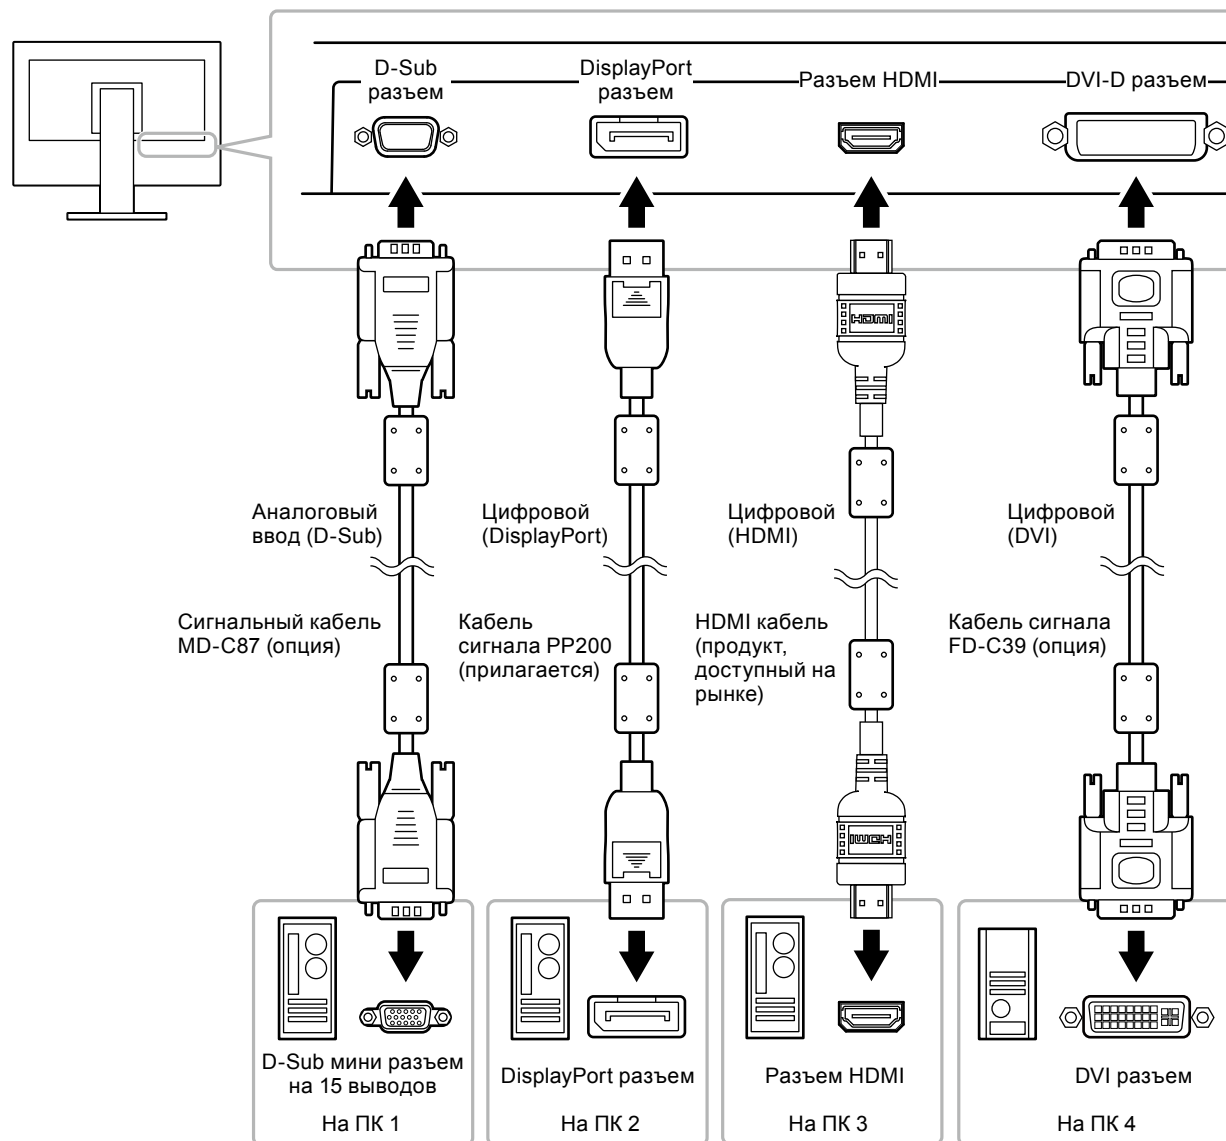 D-Sub
разъем
DisplayPort
разъем
Разъем HDMI
DVI-D разъем
HDMI
Аналоговый
ввод (D-Sub)
Цифровой
(DisplayPort)
Цифровой
(HDMI)
Цифровой
(DVI)
Сигнальный кабель
MD-C87 (опция)
Кабель
сигнала PP200
(прилагается)
HDMI кабель
(продукт,
доступный на
рынке)
Кабель сигнала
FD-C39 (опция)
HDMI
D-Sub мини разъем
на 15 выводов
На ПК 1
DisplayPort разъем
На ПК 2
Разъем HDMI
На ПК 3
DVI разъем
На ПК 4